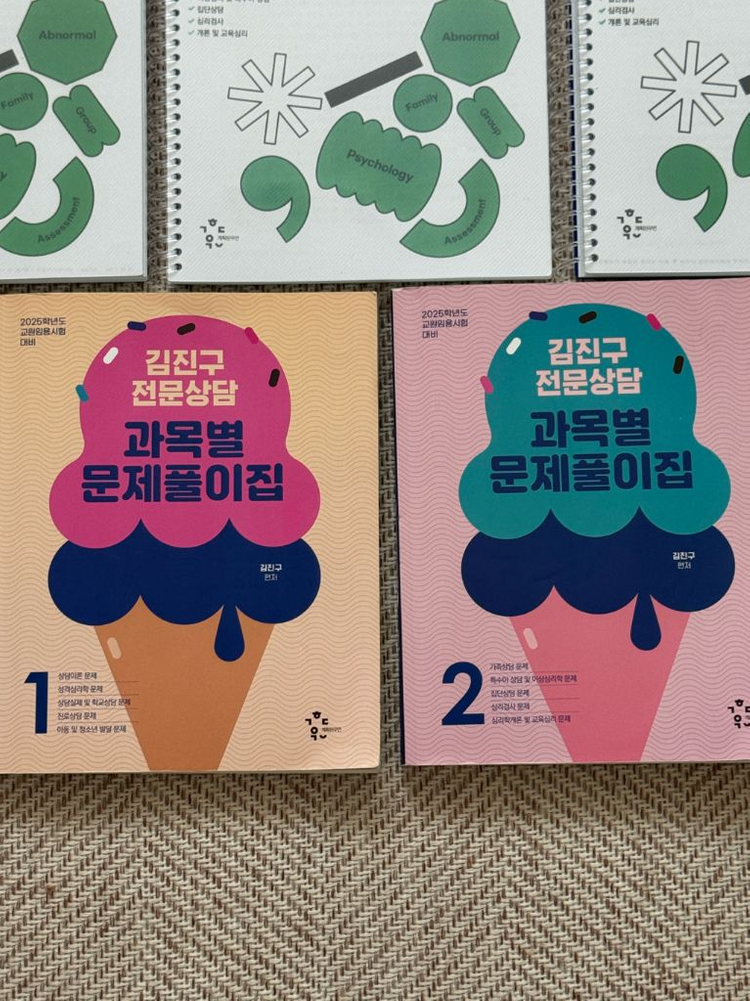 Abnormal
Family
Group
Assessment
집단상담
심리검사
개론 및 교육심리
Abnormal
Family
Group
Psychology
Assessment
개획문우반
심리검사
개론 및 교육심리
2025학년도
교원임용시험
대비
김진구
전문상담
과목별
문제풀이집
김진구
편저
1
상담이론 문제
성격심리학 문제
상담실제 및 학교상담 문제
진로상담 문제
아동 및 청소년 발달 문제
2025학년도
교원임용시험
대비
김진구
전문상담
과목별
문제풀이집
김진구
편저
2
가족상담 문제
특수아 상담 및 이상심리학 문제
집단상담 문제
심리검사 문제
심리학개론 및 교육심리 문제